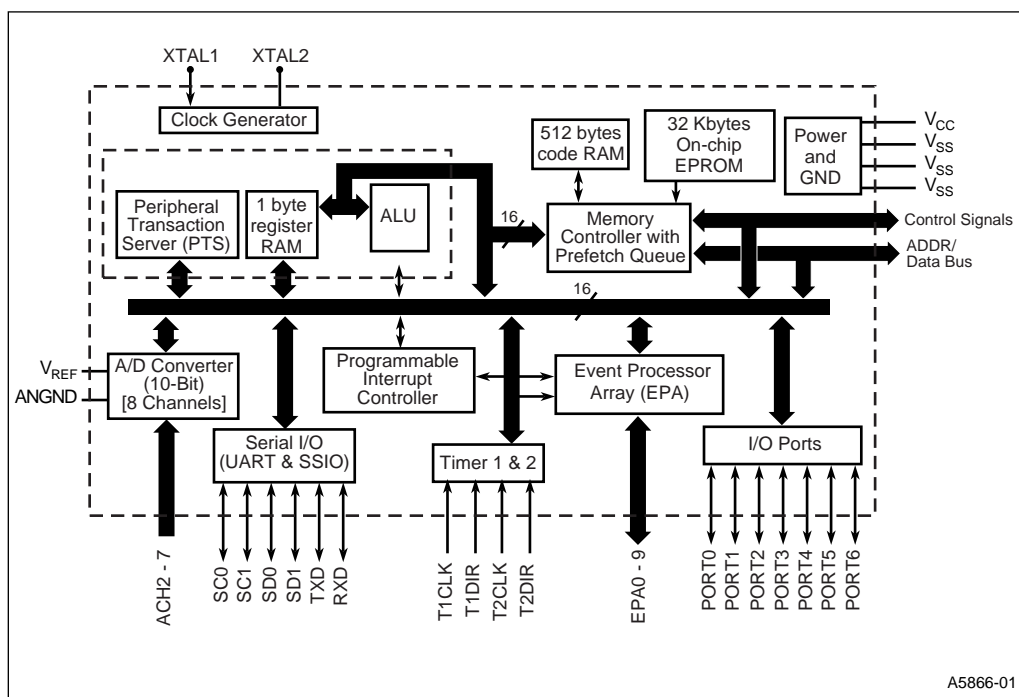 XTAL1
XTAL2
Clock Generator
512 bytes
code RAM
32 Kbytes
On-chip
EPROM
Power
and
GND
VCC
VSS
VSS
VSS
Peripheral
Transaction
Server (PTS)
1 byte
register
RAM
ALU
16
Memory
Controller with
Prefetch Queue
Control Signals
ADDR/
Data Bus
16
VREF
ANGND
A/D Converter
(10-Bit)
[8 Channels]
Programmable
Interrupt
Controller
Event Processor
Array (EPA)
Serial I/O
(UART & SSIO)
Timer 1 & 2
I/O Ports
ACH2 - 7
SC0
SC1
SD0
SD1
TXD
RXD
T1CLK
T1DIR
T2CLK
T2DIR
EPA0 - 9
PORT0
PORT1
PORT2
PORT3
PORT4
PORT5
PORT6
A5866-01